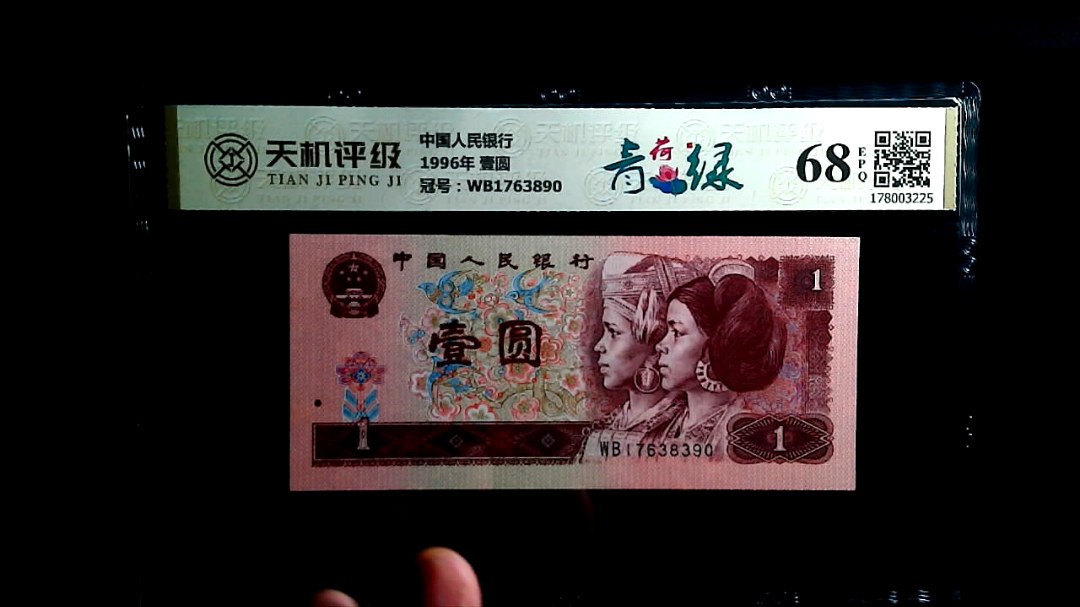 天机评级
TIAN JI PING JI
中国人民银行
1996年 壹圆
冠号：WB1763890
青荷绿
68
EPQ
178003225
中国人民银行
1
壹圆
1
WB17638390
1